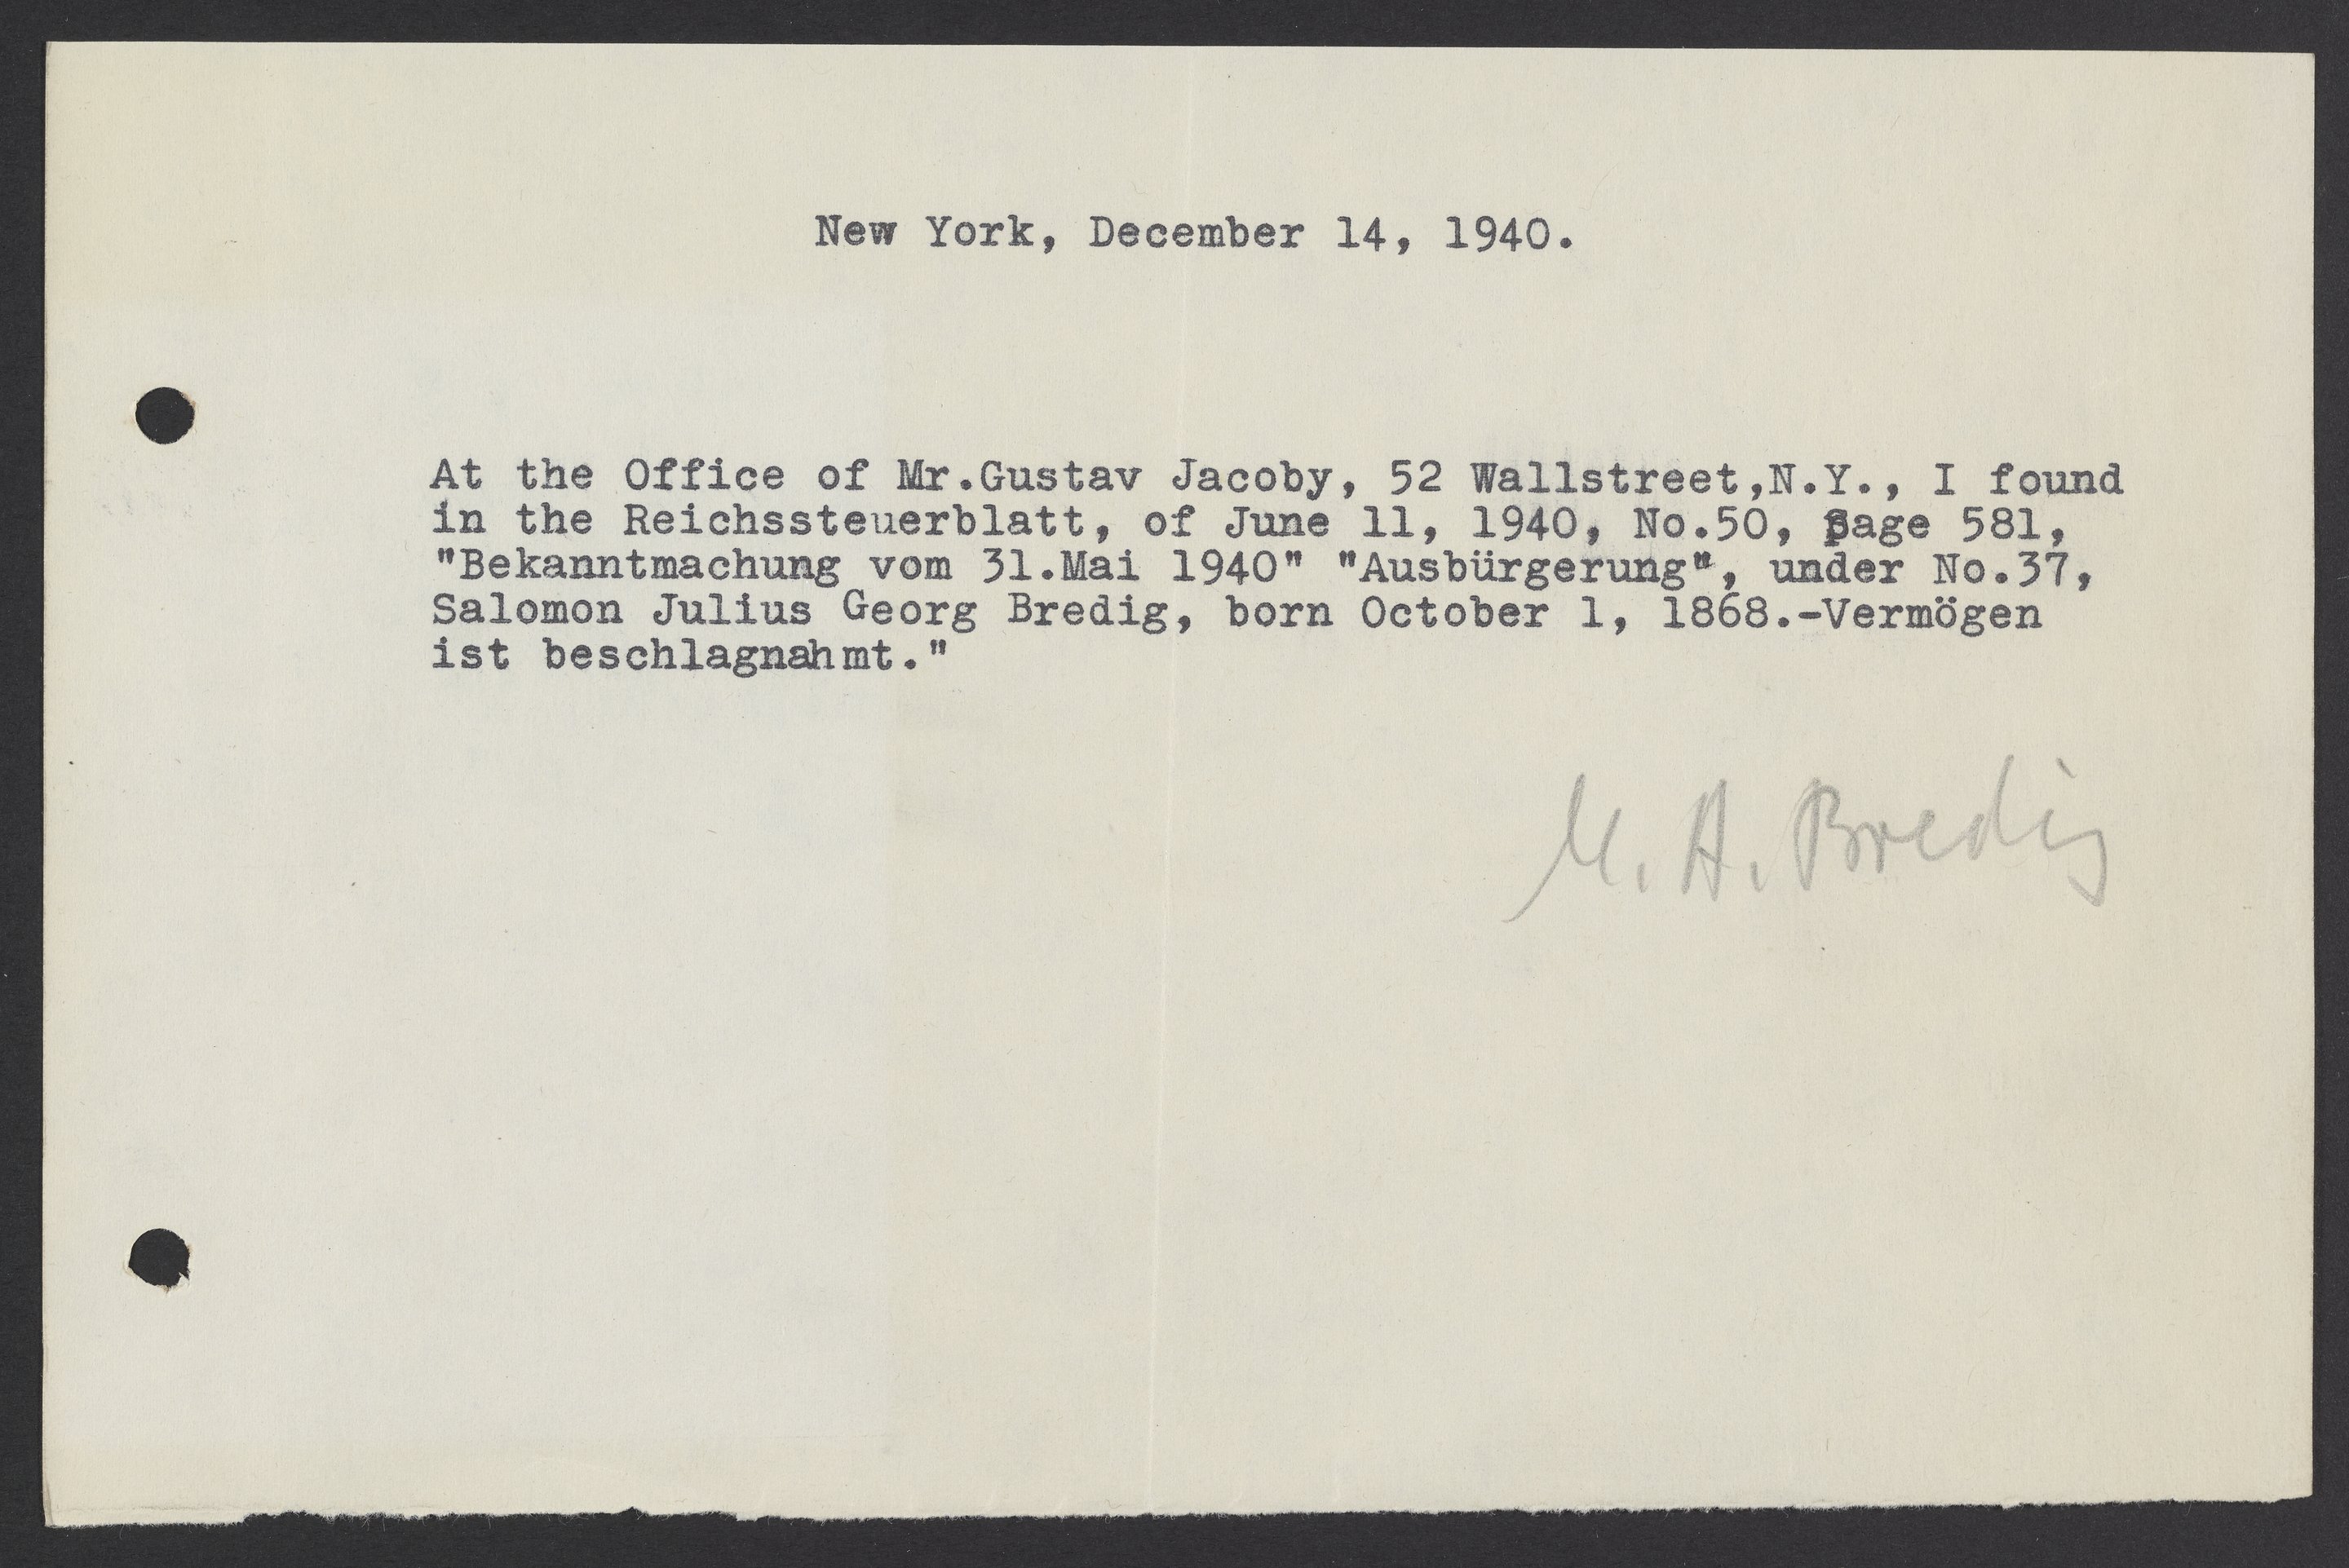 New York, December 14, 1940.
At the Office of Mr.Gustav Jacoby, 52 Wallstreet,N.Y., I found
in the Reichssteuerblatt, of June 11, 1940, No.50, page 581,
"Bekanntmachung vom 31.Mai 1940" "Ausbürgerung", under No.37,
Salomon Julius Georg Bredig, born October 1, 1868.-Vermögen
ist beschlagnahmt."
M. A. Bredig